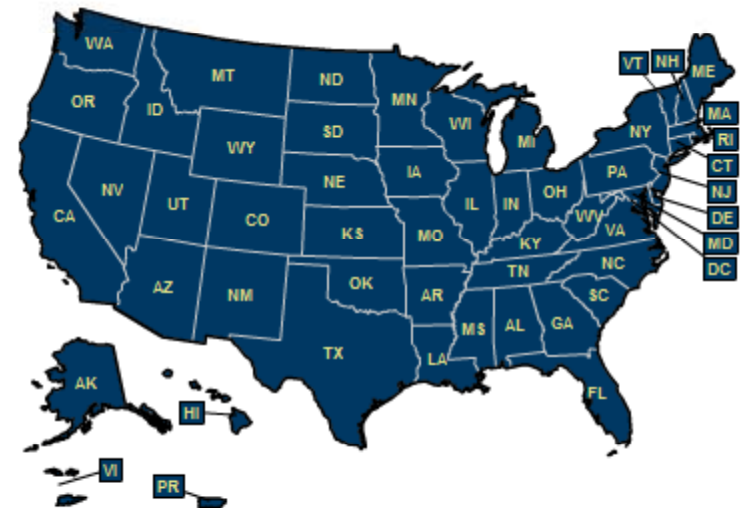 WA
MT
ND
MN
VT
NH
ME
OR
ID
SD
WI
MI
NY
MA
RI
WY
IA
PA
CT
NV
NE
IL
IN
OH
NJ
CA
UT
CO
KS
MO
KY
WV
VA
DE
MD
DC
AZ
NM
OK
AR
TN
NC
SC
TX
LA
MS
AL
GA
FL
AK
HI
VI
PR